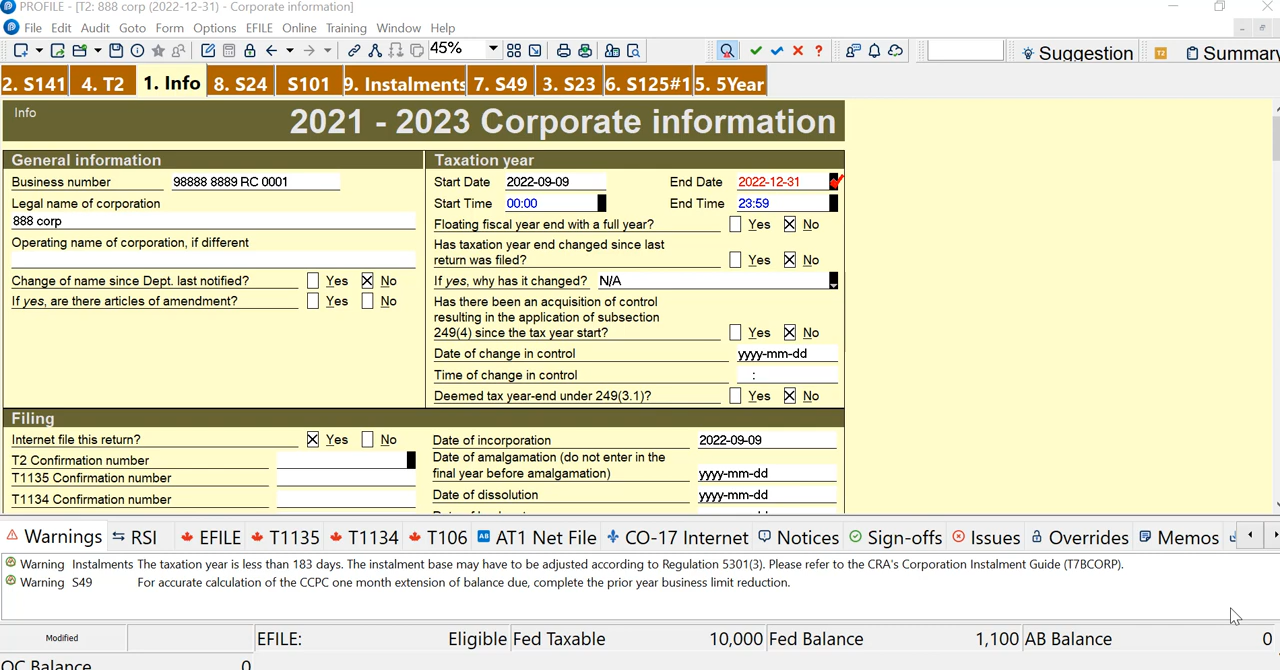 PROFILE - [T2: 888 corp (2022-12-31) - Corporate information]
File Edit Audit Goto Form Options EFILE Online Training Window Help
45% Suggestion T2 Summar
2. S141 4. T2 1. Info 8. S24 S101 9. Instalments 7. S49 3. S23 6. S125#1 5. 5Year
Info
2021 - 2023 Corporate information
General information
Business number 98888 8889 RC 0001
Legal name of corporation
888 corp
Operating name of corporation, if different
Change of name since Dept. last notified? Yes No
If yes, are there articles of amendment? Yes No
Taxation year
Start Date 2022-09-09 End Date 2022-12-31
Start Time 00:00 End Time 23:59
Floating fiscal year end with a full year? Yes No
Has taxation year end changed since last
return was filed? Yes No
If yes, why has it changed? N/A
Has there been an acquisition of control
resulting in the application of subsection
249(4) since the tax year start? Yes No
Date of change in control yyyy-mm-dd
Time of change in control :
Deemed tax year-end under 249(3.1)? Yes No
Filing
Internet file this return? Yes No
T2 Confirmation number
T1135 Confirmation number
T1134 Confirmation number
Date of incorporation 2022-09-09
Date of amalgamation (do not enter in the
final year before amalgamation) yyyy-mm-dd
Date of dissolution yyyy-mm-dd
Warnings RSI EFILE T1135 T1134 T106 AT1 Net File CO-17 Internet Notices Sign-offs Issues Overrides Memos
Warning Instalments The taxation year is less than 183 days. The instalment base may have to be adjusted according to Regulation 5301(3). Please refer to the CRA's Corporation Instalment Guide (T7BCORP).
Warning S49 For accurate calculation of the CCPC one month extension of balance due, complete the prior year business limit reduction.
Modified EFILE: Eligible Fed Taxable 10,000 Fed Balance 1,100 AB Balance 0
QC Balance 0